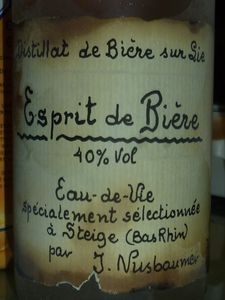 Distillat de Bière sur Lie
Esprit de Bière
40% Vol
Eau-de-Vie
spécialement sélectionnée
à Steige (Bas Rhin)
par J. Nusbaumer